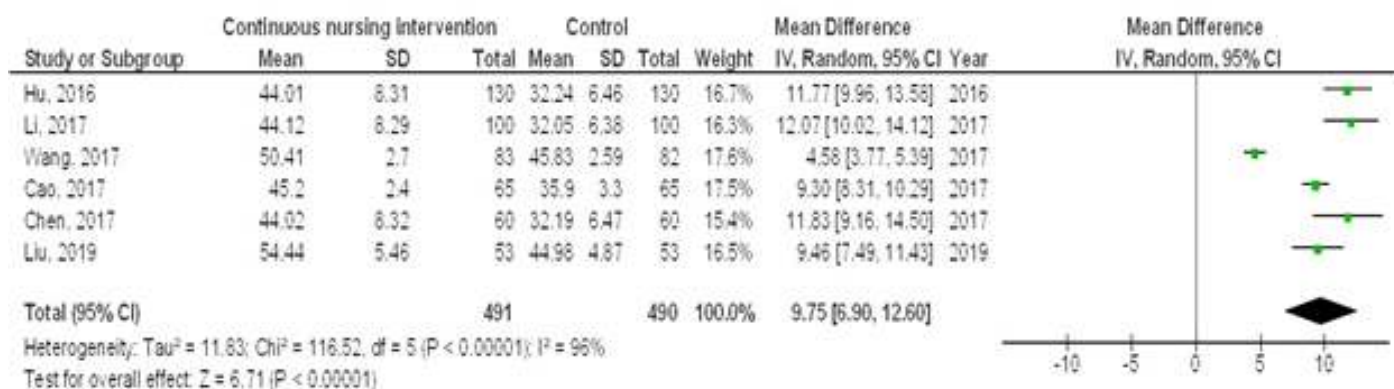 Continuous nursing intervention Control Mean Difference Mean Difference
Study or Subgroup Mean SD Total Mean SD Total Weight IV, Random, 95% CI Year IV, Random, 95% CI
Hu, 2016 44.01 8.31 130 32.24 6.46 130 16.7% 11.77 [9.96, 13.58] 2016
Li, 2017 44.12 8.29 100 32.05 6.38 100 16.3% 12.07 [10.02, 14.12] 2017
Wang, 2017 50.41 2.7 83 45.83 2.59 82 17.6% 4.58 [3.77, 5.39] 2017
Cao, 2017 45.2 2.4 65 35.9 3.3 65 17.5% 9.30 [8.31, 10.29] 2017
Chen, 2017 44.02 8.32 60 32.19 6.47 60 15.4% 11.83 [9.16, 14.50] 2017
Liu, 2019 54.44 5.46 53 44.98 4.87 53 16.5% 9.46 [7.49, 11.43] 2019
Total (95% CI) 491 490 100.0% 9.75 [6.90, 12.60]
Heterogeneity: Tau² = 11.83; Chi² = 116.52, df = 5 (P < 0.00001); I² = 96%
Test for overall effect: Z = 6.71 (P < 0.00001)
-10 -5 0 5 10